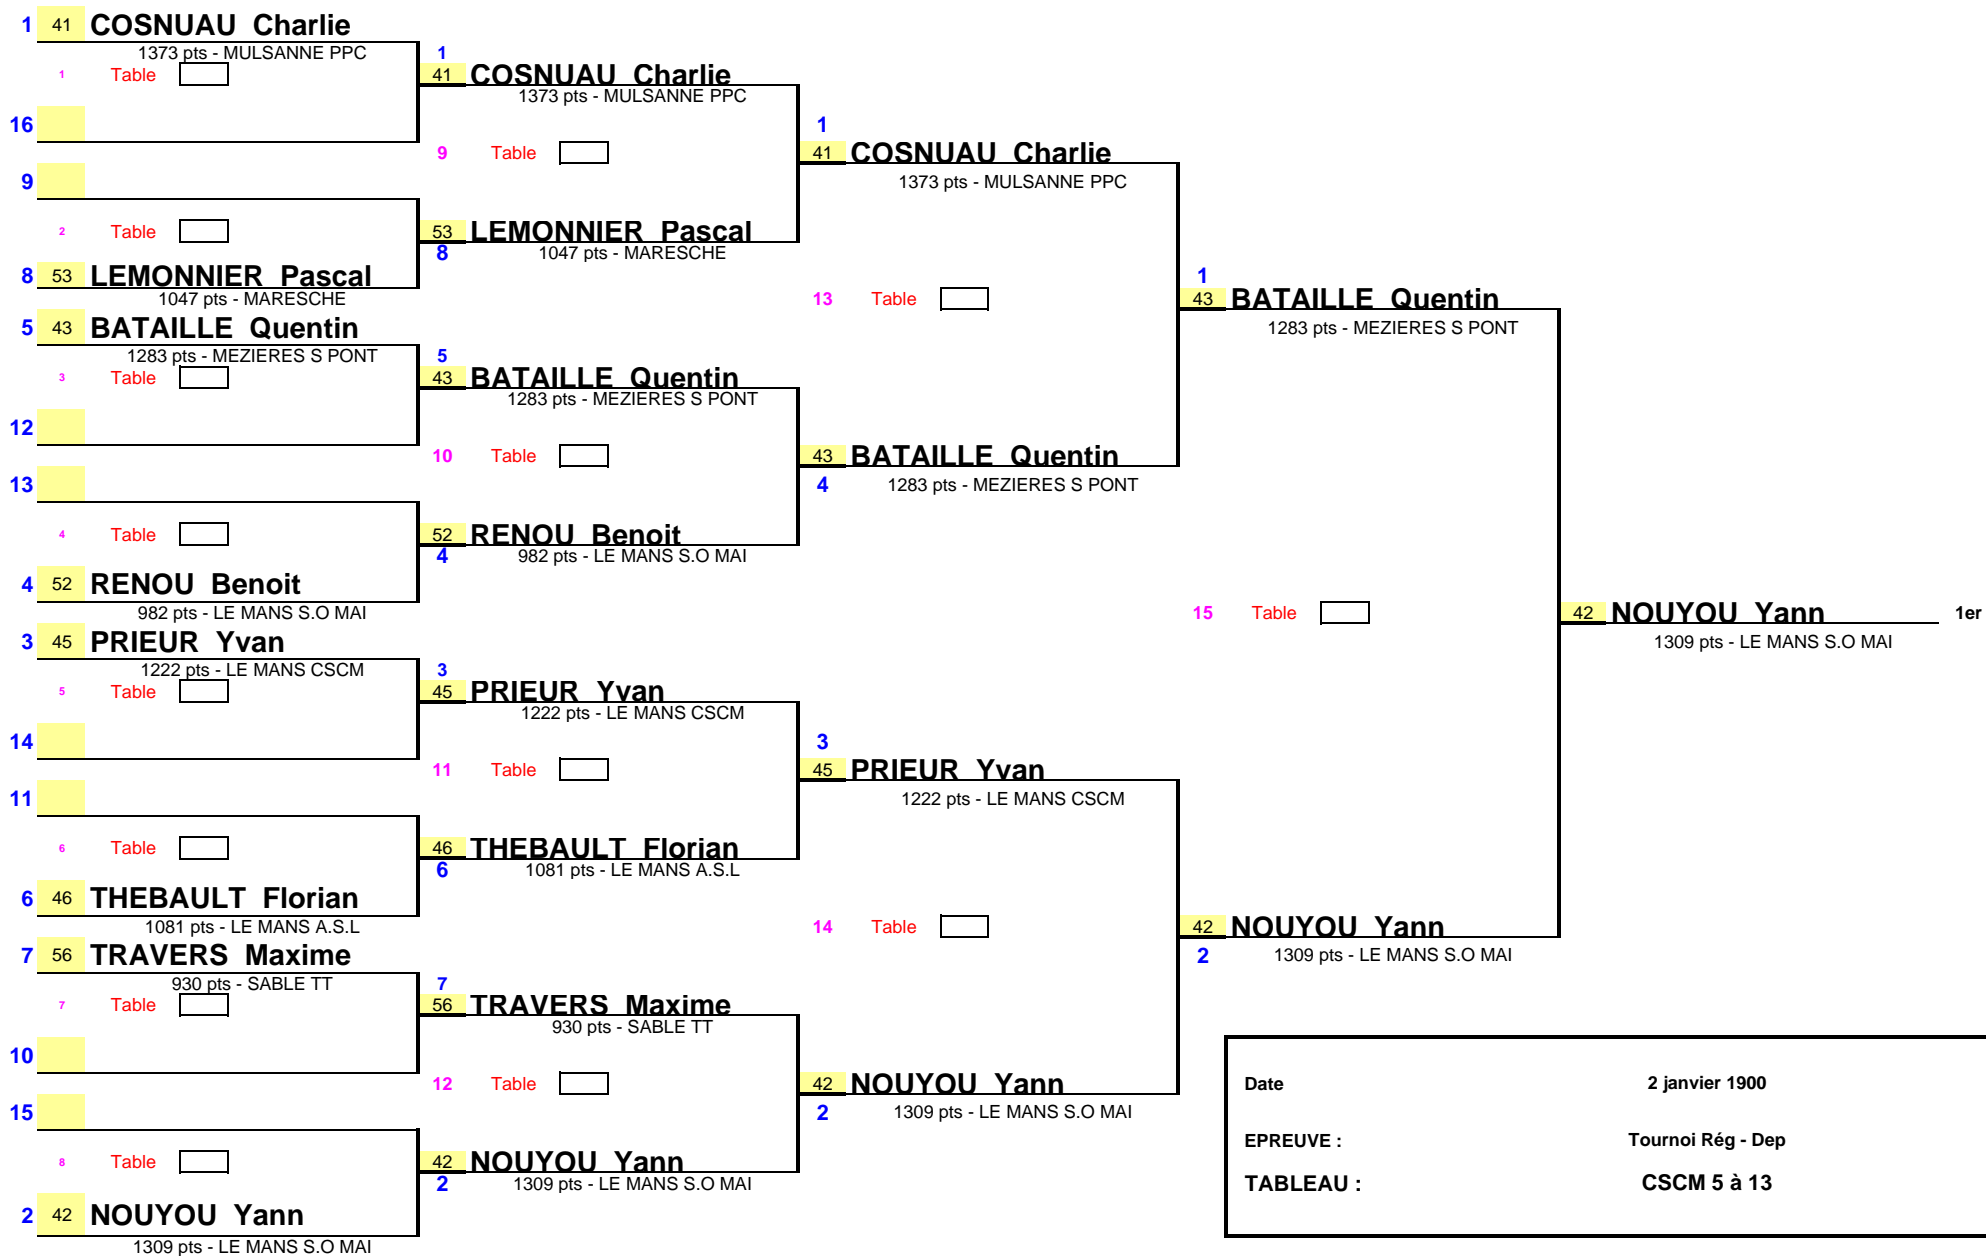 1 41 COSNUAU Charlie
1373 pts - MULSANNE PPC
1 Table
16
9
2 Table
8 53 LEMONNIER Pascal
1047 pts - MARESCHE
5 43 BATAILLE Quentin
1283 pts - MEZIERES S PONT
3 Table
12
13
4 Table
4 52 RENOU Benoit
982 pts - LE MANS S.O MAI
3 45 PRIEUR Yvan
1222 pts - LE MANS CSCM
5 Table
14
11
6 Table
6 46 THEBAULT Florian
1081 pts - LE MANS A.S.L
7 56 TRAVERS Maxime
930 pts - SABLE TT
7 Table
10
15
8 Table
2 42 NOUYOU Yann
1309 pts - LE MANS S.O MAI
1
41 COSNUAU Charlie
1373 pts - MULSANNE PPC
9 Table
53 LEMONNIER Pascal
8
1047 pts - MARESCHE
5
43 BATAILLE Quentin
1283 pts - MEZIERES S PONT
10 Table
52 RENOU Benoit
4
982 pts - LE MANS S.O MAI
3
45 PRIEUR Yvan
1222 pts - LE MANS CSCM
11 Table
46 THEBAULT Florian
6
1081 pts - LE MANS A.S.L
7
56 TRAVERS Maxime
930 pts - SABLE TT
12 Table
42 NOUYOU Yann
2
1309 pts - LE MANS S.O MAI
1
41 COSNUAU Charlie
1373 pts - MULSANNE PPC
13 Table
43 BATAILLE Quentin
4
1283 pts - MEZIERES S PONT
3
45 PRIEUR Yvan
1222 pts - LE MANS CSCM
14 Table
42 NOUYOU Yann
2
1309 pts - LE MANS S.O MAI
1
43 BATAILLE Quentin
1283 pts - MEZIERES S PONT
15 Table
42 NOUYOU Yann
2
1309 pts - LE MANS S.O MAI
42 NOUYOU Yann 1er
1309 pts - LE MANS S.O MAI
Date 2 janvier 1900
EPREUVE : Tournoi Rég - Dep
TABLEAU : CSCM 5 à 13